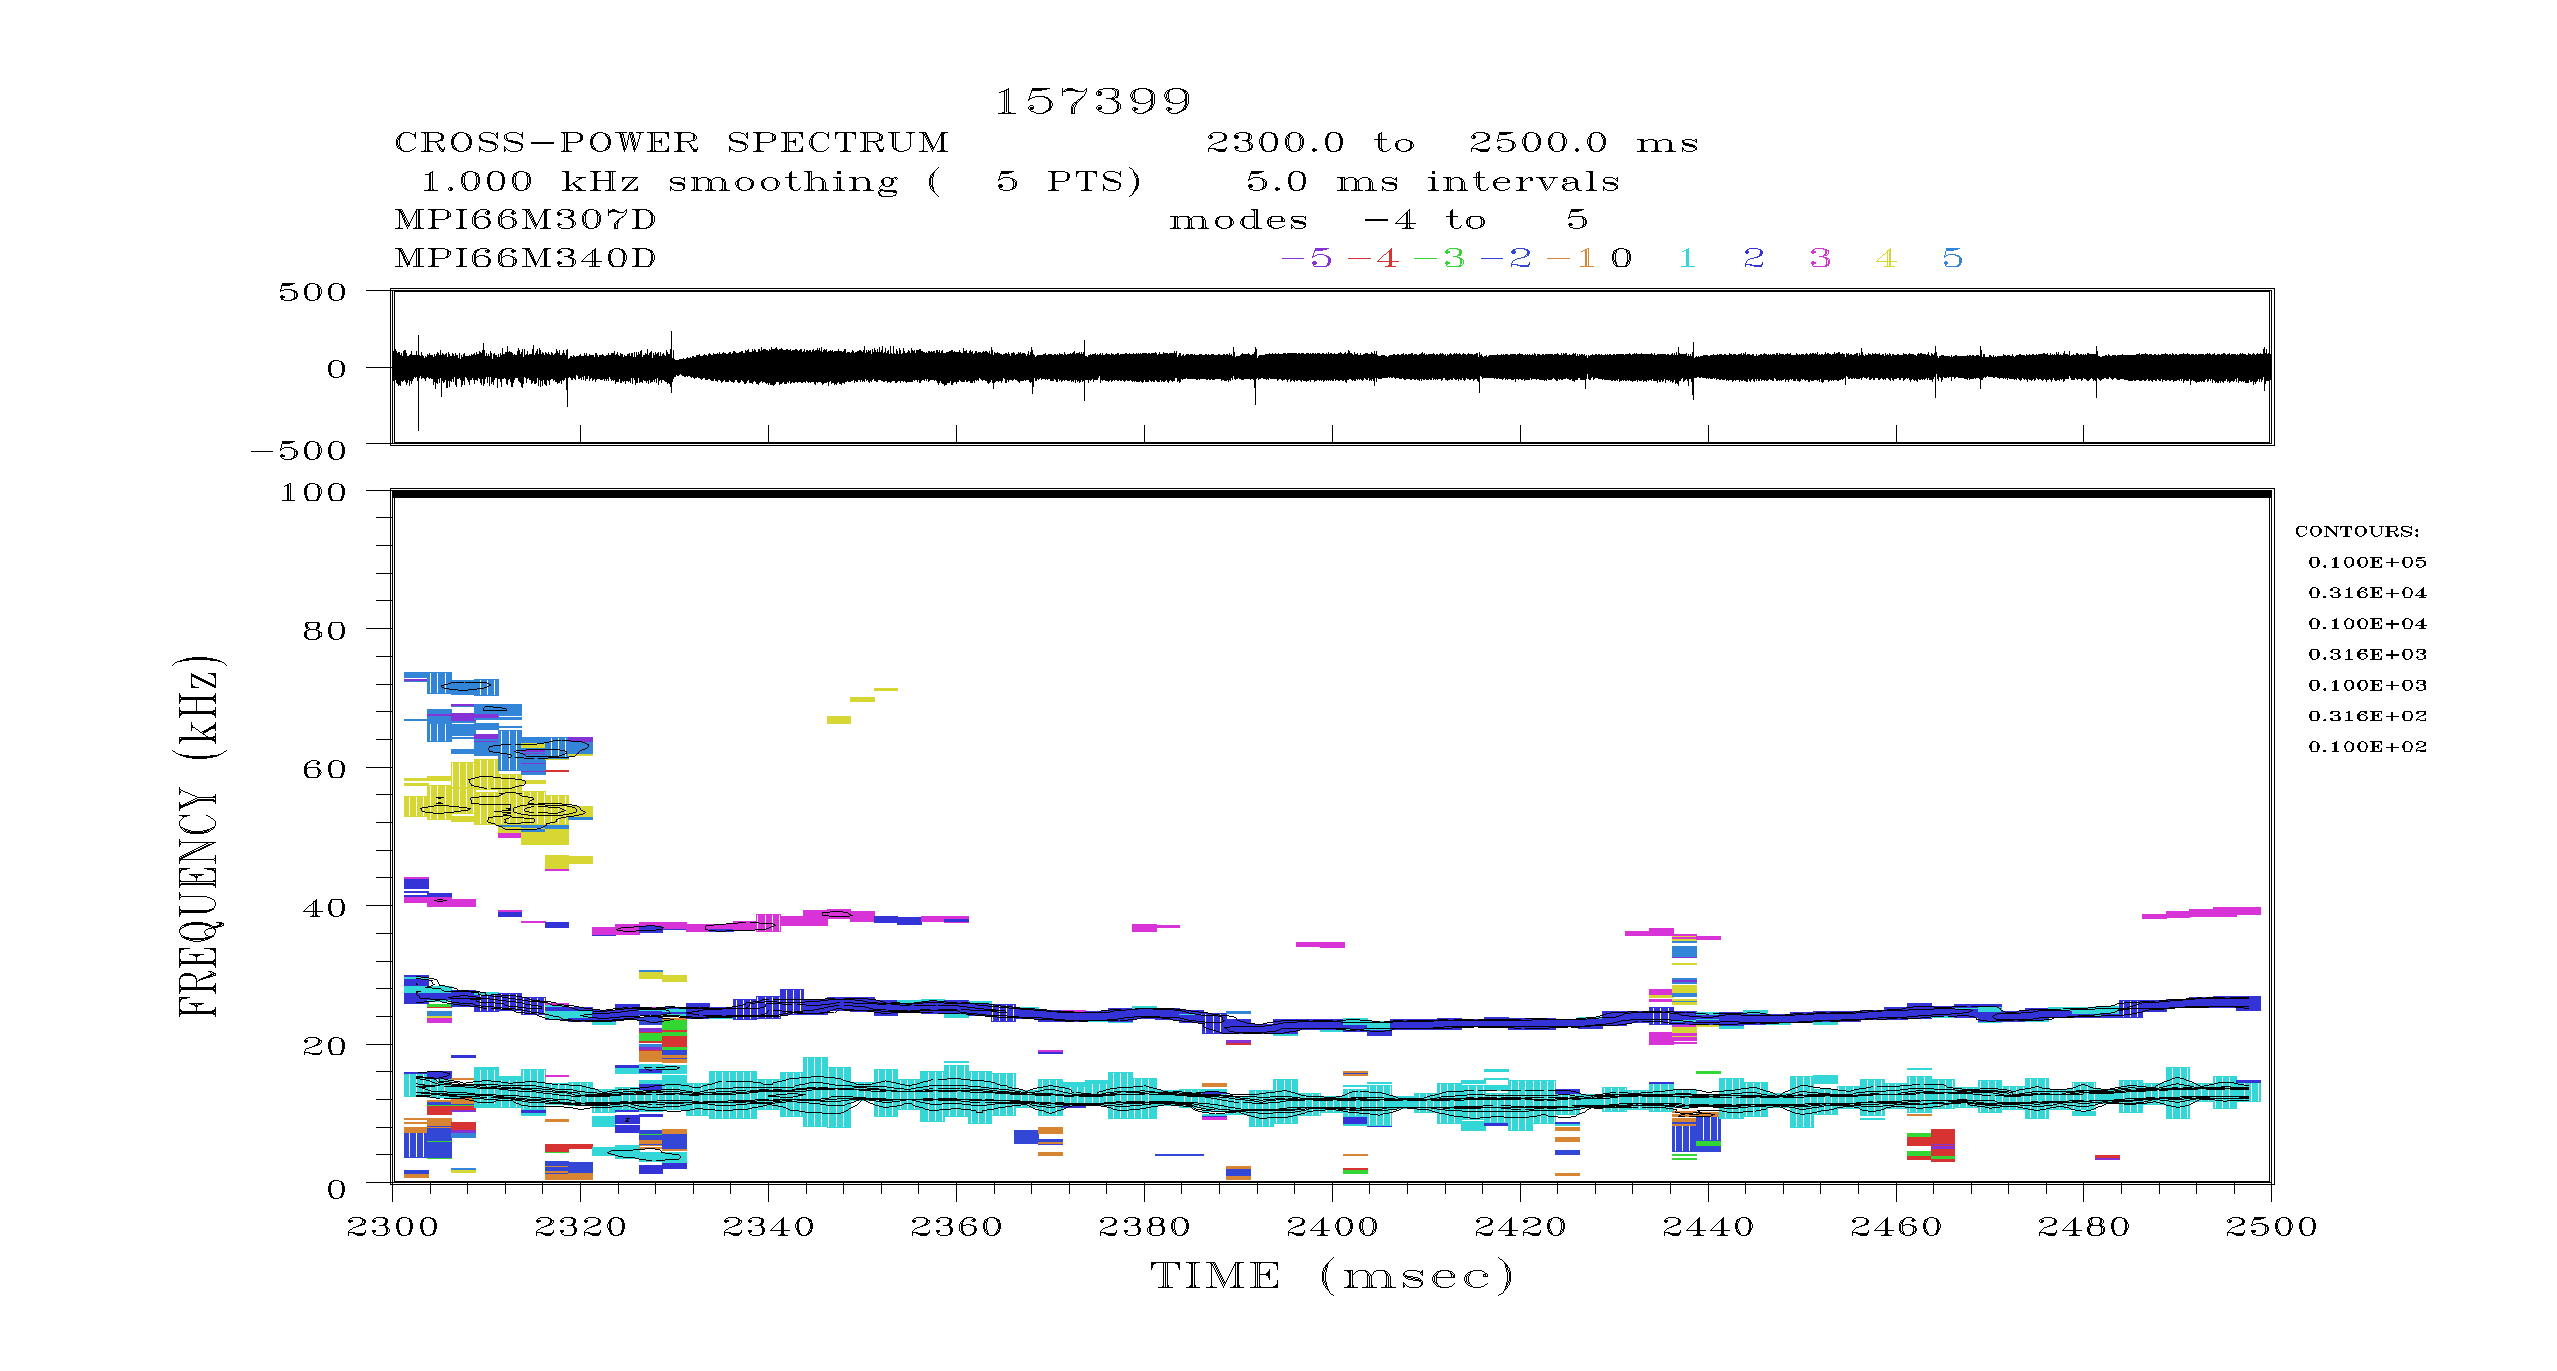 157399
CROSS-POWER SPECTRUM 2300.0 to 2500.0 ms
1.000 kHz smoothing ( 5 PTS) 5.0 ms intervals
MPI66M307D modes -4 to 5
MPI66M340D -5 -4 -3 -2 -1 0 1 2 3 4 5
500
0
-500
100
80
60
40
20
0
FREQUENCY (kHz)
CONTOURS:
0.100E+05
0.316E+04
0.100E+04
0.316E+03
0.100E+03
0.316E+02
0.100E+02
2300 2320 2340 2360 2380 2400 2420 2440 2460 2480 2500
TIME (msec)